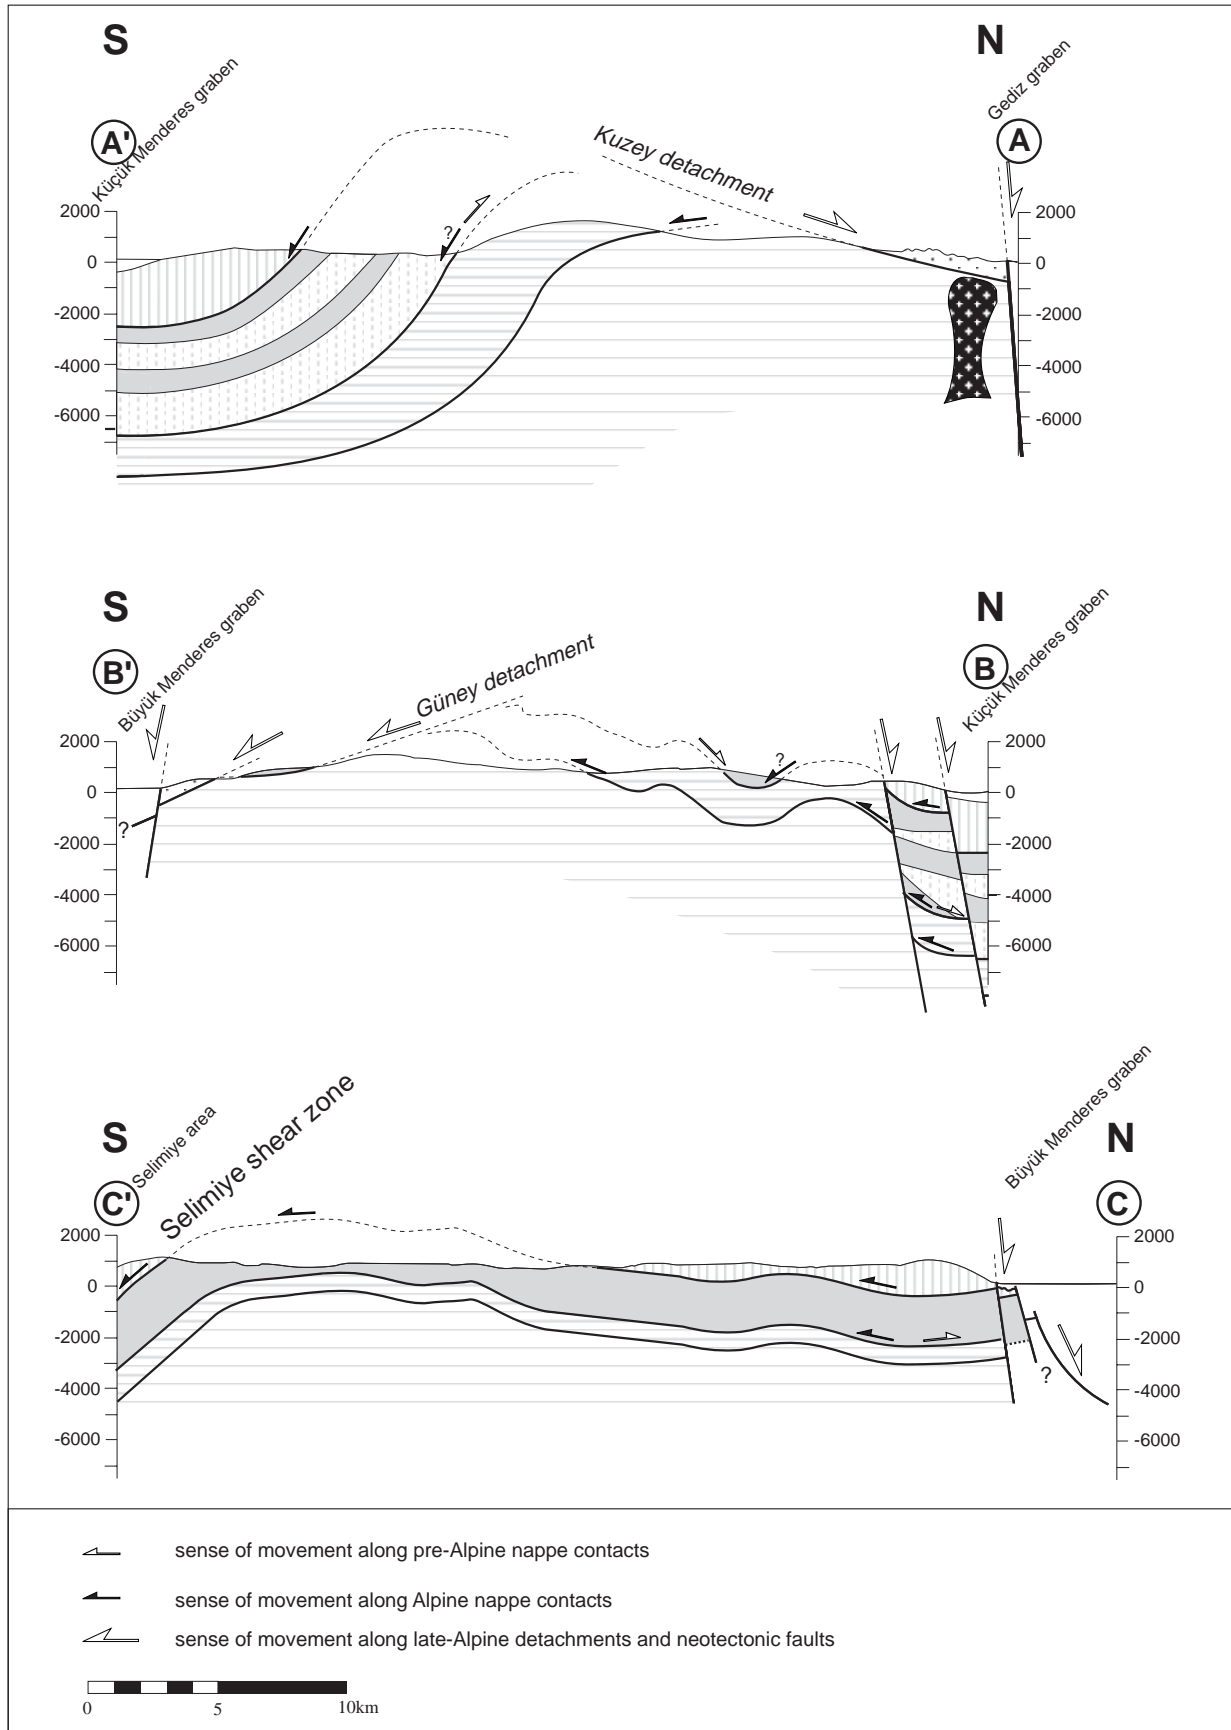 S
N
Küçük Menderes graben
Gediz graben
A'
A
Kuzey detachment
?
2000
0
-2000
-4000
-6000
2000
0
-2000
-4000
-6000
S
N
Büyük Menderes graben
Küçük Menderes graben
B'
B
Güney detachment
?
?
2000
0
-2000
-4000
-6000
2000
0
-2000
-4000
-6000
S
N
Selimiye area
Selimiye shear zone
Büyük Menderes graben
C'
C
?
2000
0
-2000
-4000
-6000
2000
0
-2000
-4000
-6000
sense of movement along pre-Alpine nappe contacts
sense of movement along Alpine nappe contacts
sense of movement along late-Alpine detachments and neotectonic faults
0 5 10km